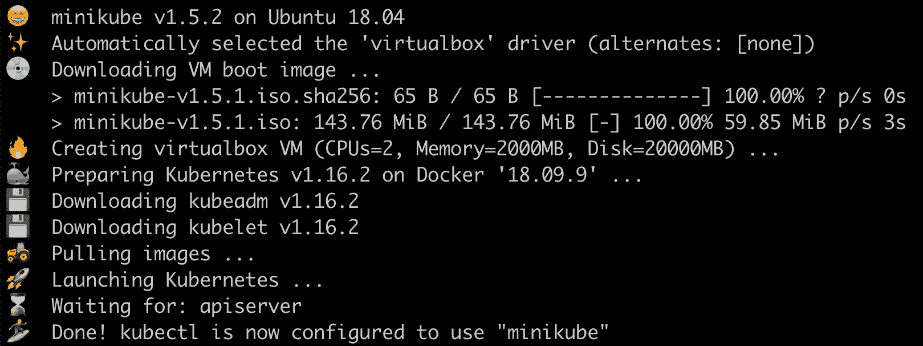 minikube v1.5.2 on Ubuntu 18.04
Automatically selected the 'virtualbox' driver (alternates: [none])
Downloading VM boot image ...
> minikube-v1.5.1.iso.sha256: 65 B / 65 B [--------------] 100.00% ? p/s 0s
> minikube-v1.5.1.iso: 143.76 MiB / 143.76 MiB [-] 100.00% 59.85 MiB p/s 3s
Creating virtualbox VM (CPUs=2, Memory=2000MB, Disk=20000MB) ...
Preparing Kubernetes v1.16.2 on Docker '18.09.9' ...
Downloading kubeadm v1.16.2
Downloading kubelet v1.16.2
Pulling images ...
Launching Kubernetes ...
Waiting for: apiserver
Done! kubectl is now configured to use "minikube"